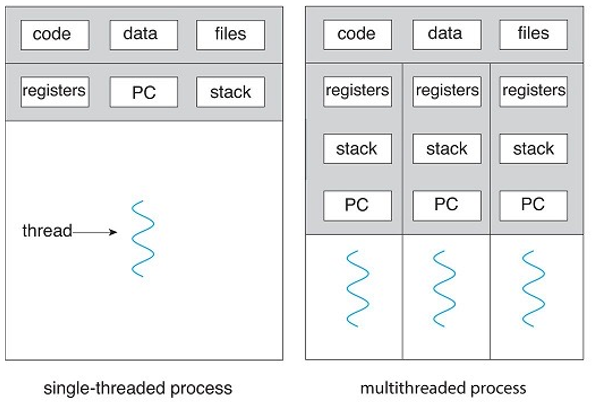 code data files
registers PC stack
thread
single-threaded process
code data files
registers registers registers
stack stack stack
PC PC PC
multithreaded process